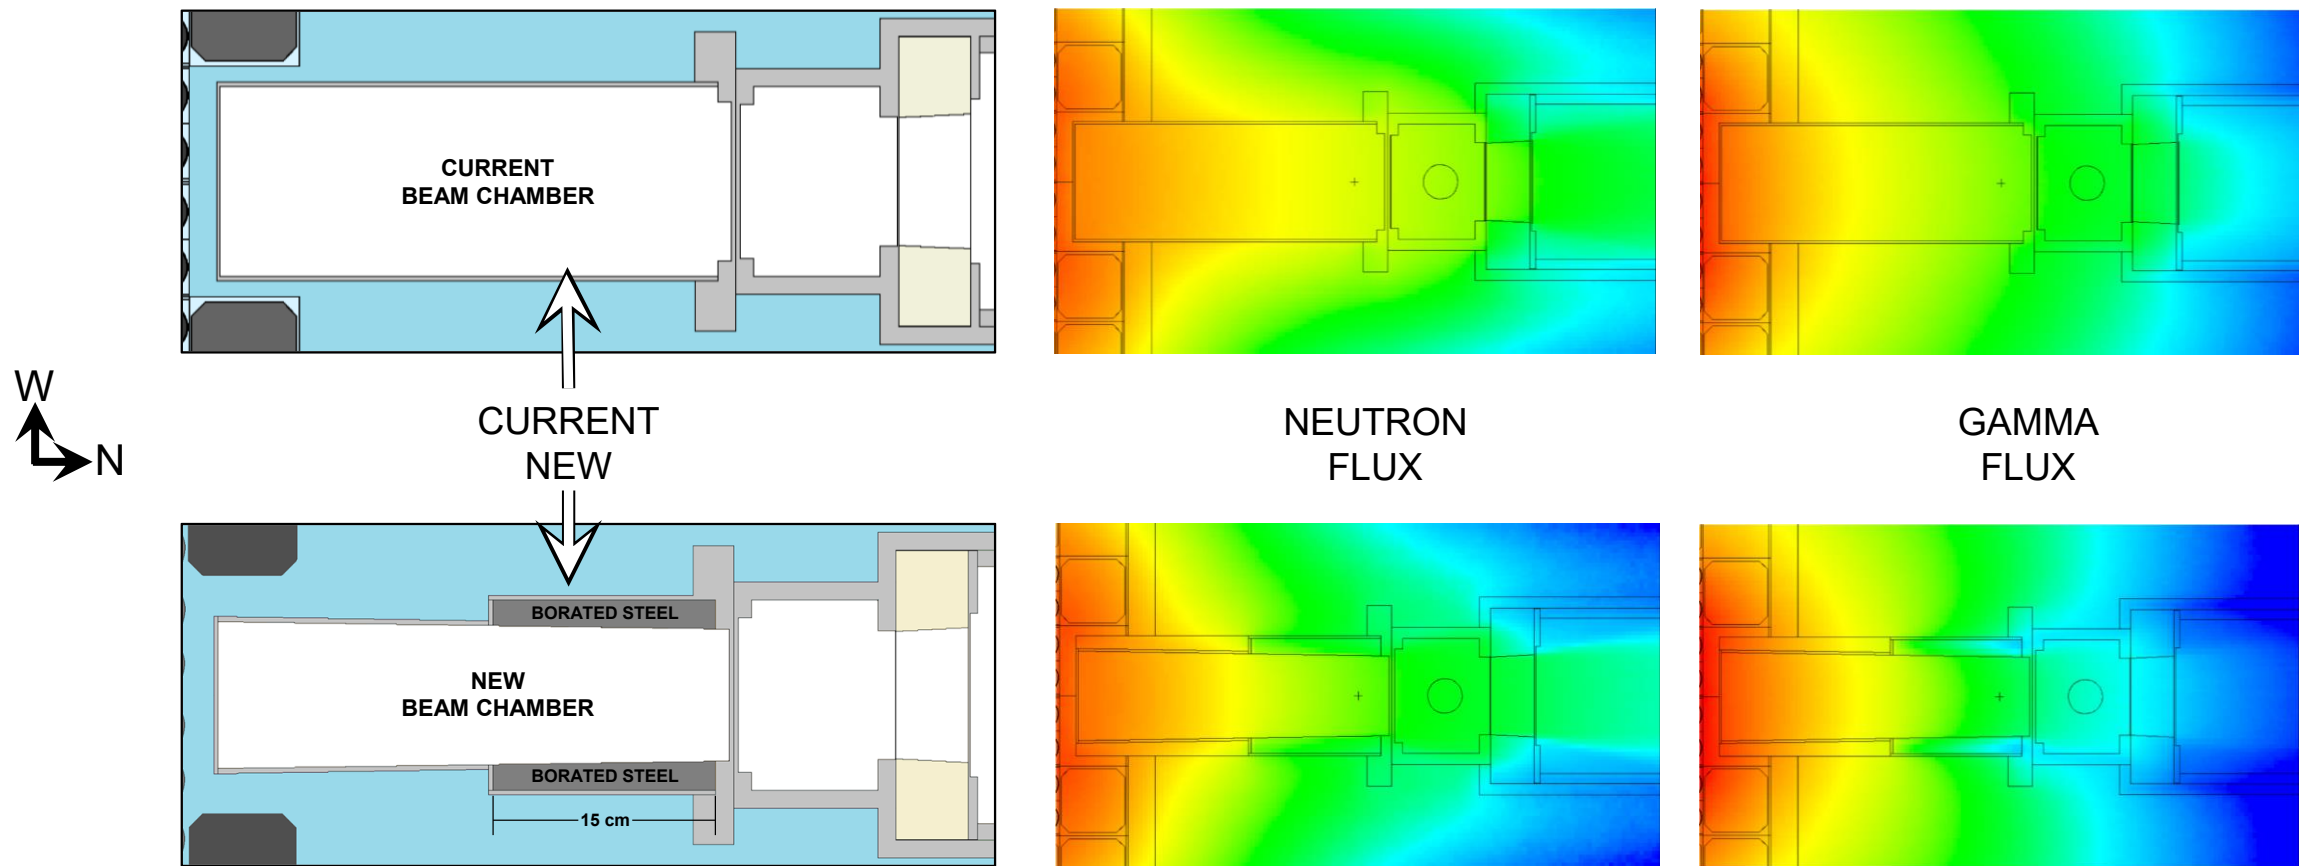 CURRENT
BEAM CHAMBER
W
N
CURRENT
NEW
NEUTRON
FLUX
GAMMA
FLUX
BORATED STEEL
NEW
BEAM CHAMBER
BORATED STEEL
15 cm